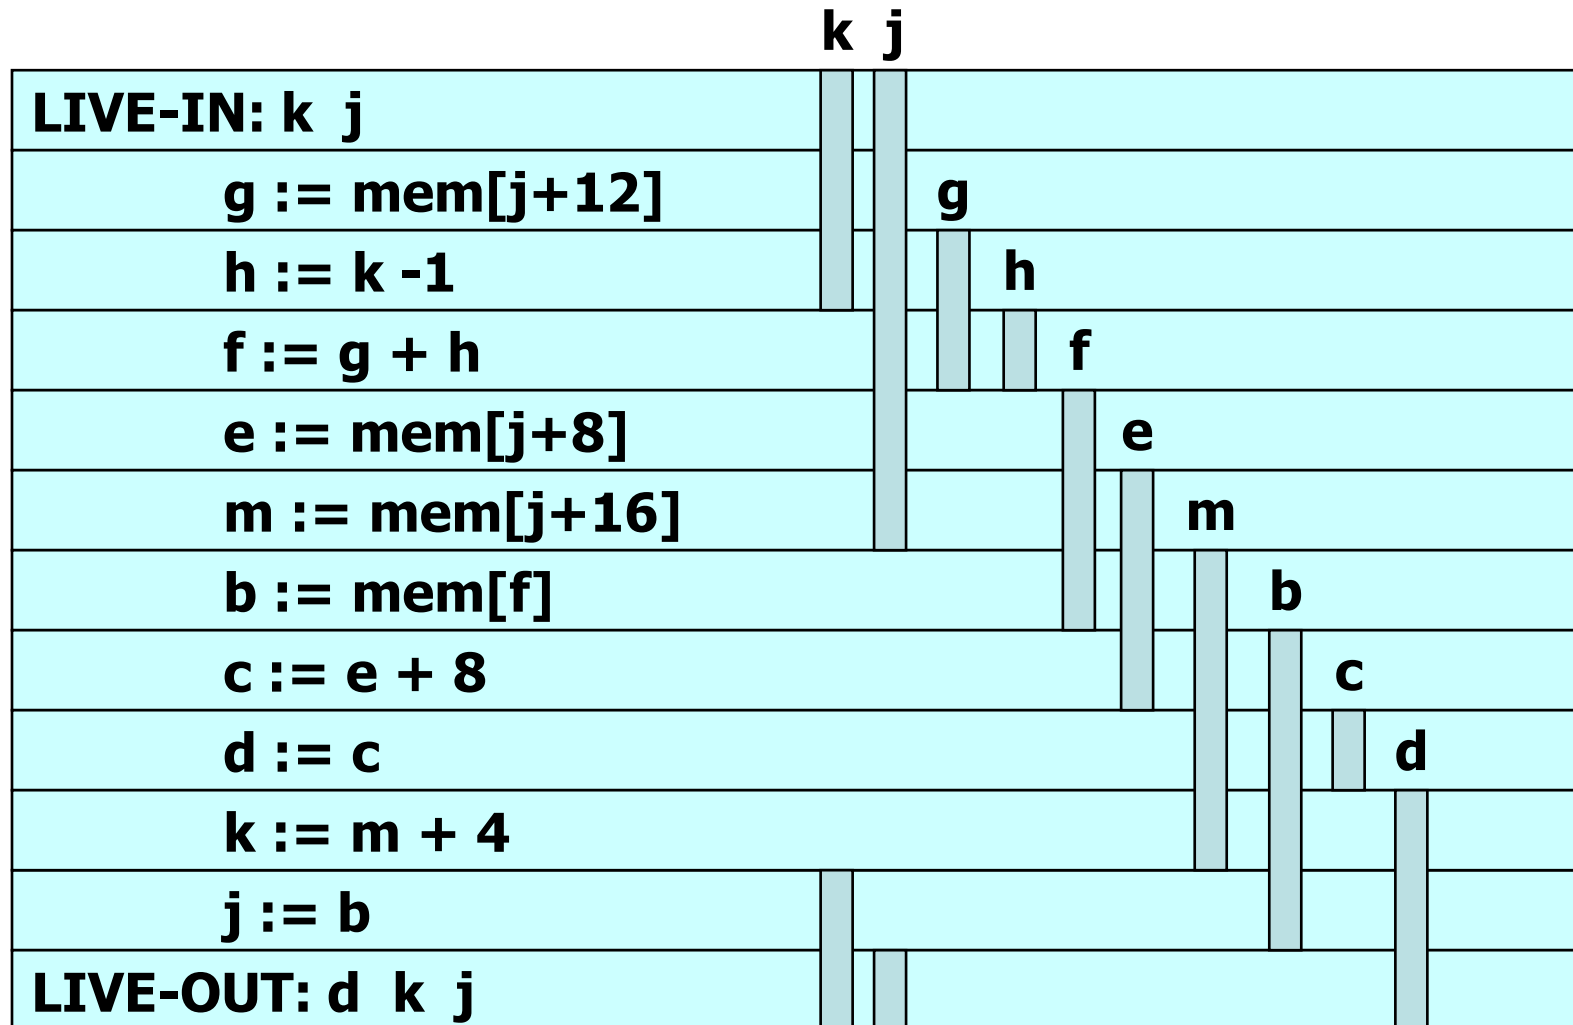 k j
LIVE-IN: k j
g := mem[j+12] g
h := k -1 h
f := g + h f
e := mem[j+8] e
m := mem[j+16] m
b := mem[f] b
c := e + 8 c
d := c d
k := m + 4
j := b
LIVE-OUT: d k j